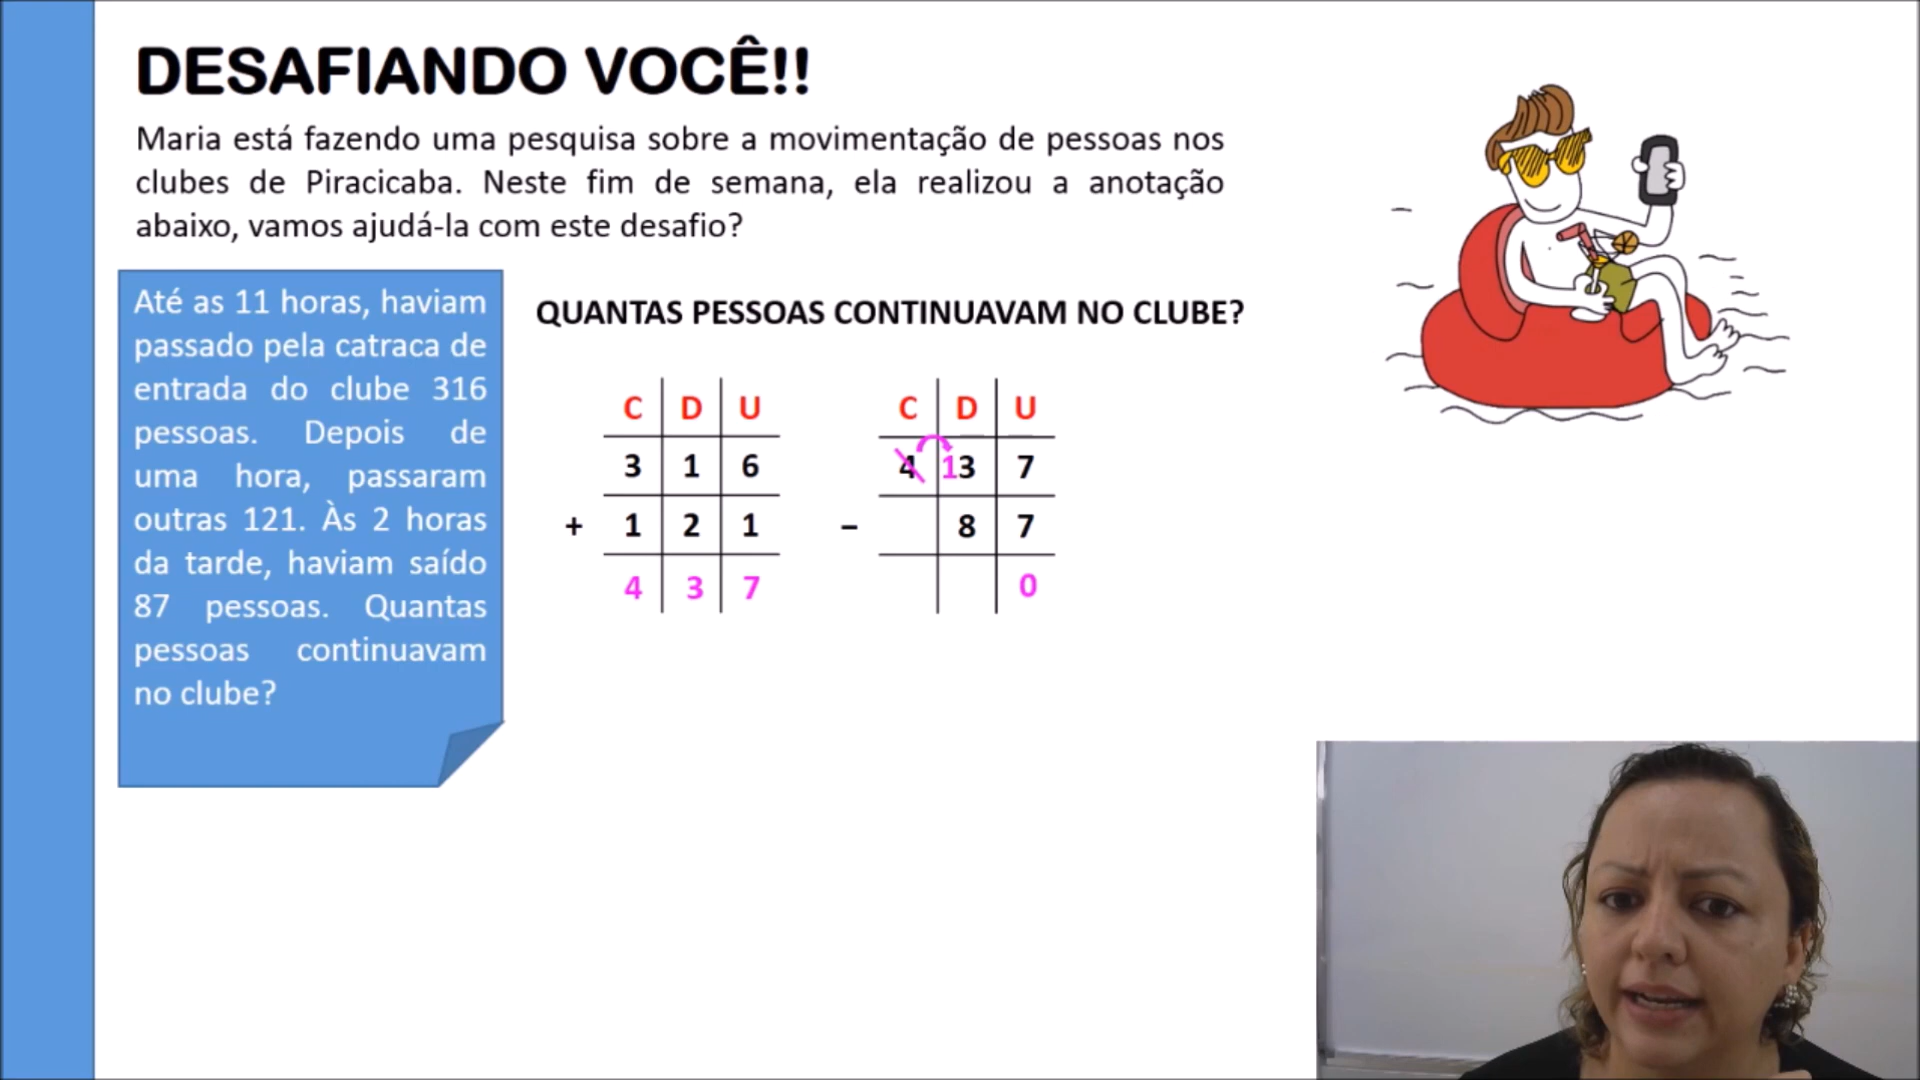 DESAFIANDO VOCÊ!!
Maria está fazendo uma pesquisa sobre a movimentação de pessoas nos
clubes de Piracicaba. Neste fim de semana, ela realizou a anotação
abaixo, vamos ajudá-la com este desafio?
Até as 11 horas, haviam
passado pela catraca de
entrada do clube 316
pessoas. Depois de
uma hora, passaram
outras 121. Às 2 horas
da tarde, haviam saído
87 pessoas. Quantas
pessoas continuavam
no clube?
QUANTAS PESSOAS CONTINUAVAM NO CLUBE?
C D U
3 1 6
+ 1 2 1
4 3 7
C D U
4 13 7
- 8 7
0